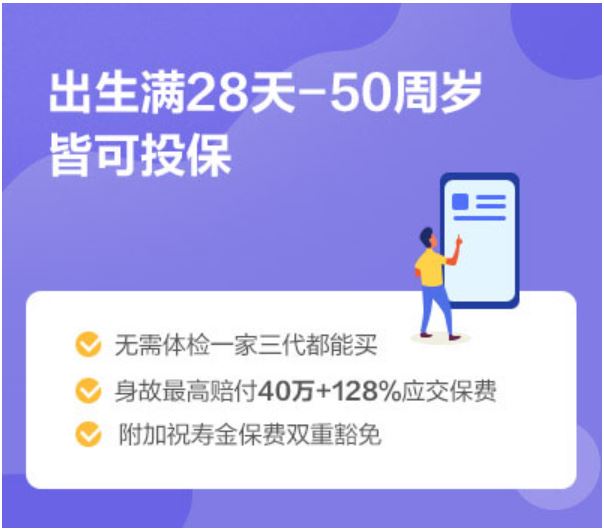 出生满28天-50周岁
皆可投保
无需体检一家三代都能买
身故最高赔付40万+128%应交保费
附加祝寿金保费双重豁免